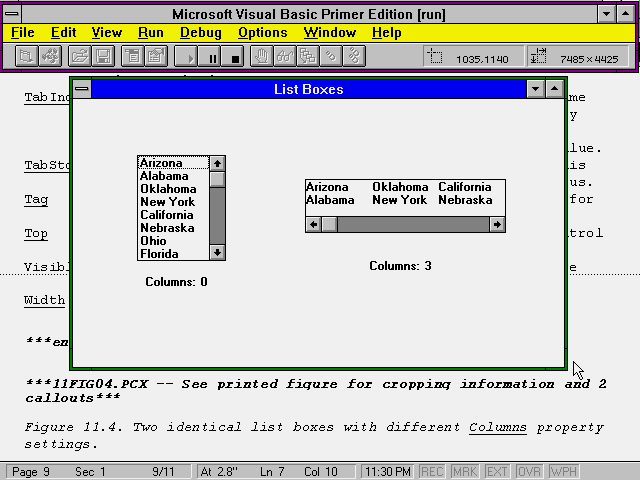 Microsoft Visual Basic Primer Edition [run]
File Edit View Run Debug Options Window Help
1035,1140 7485×4425
List Boxes
TabInd me
y
lue.
TabSto is
us.
Tag for
Top trol
Visibl e
Width
***en
Arizona
Alabama
Oklahoma
New York
California
Nebraska
Ohio
Florida
Columns: 0
Arizona Oklahoma California
Alabama New York Nebraska
Columns: 3
***11FIG04.PCX -- See printed figure for cropping information and 2
callouts***
Figure 11.4. Two identical list boxes with different Columns property
settings.
Page 9 Sec 1 9/11 At 2.8" Ln 7 Col 10 11:30 PM REC MRK EXT OVR WPH